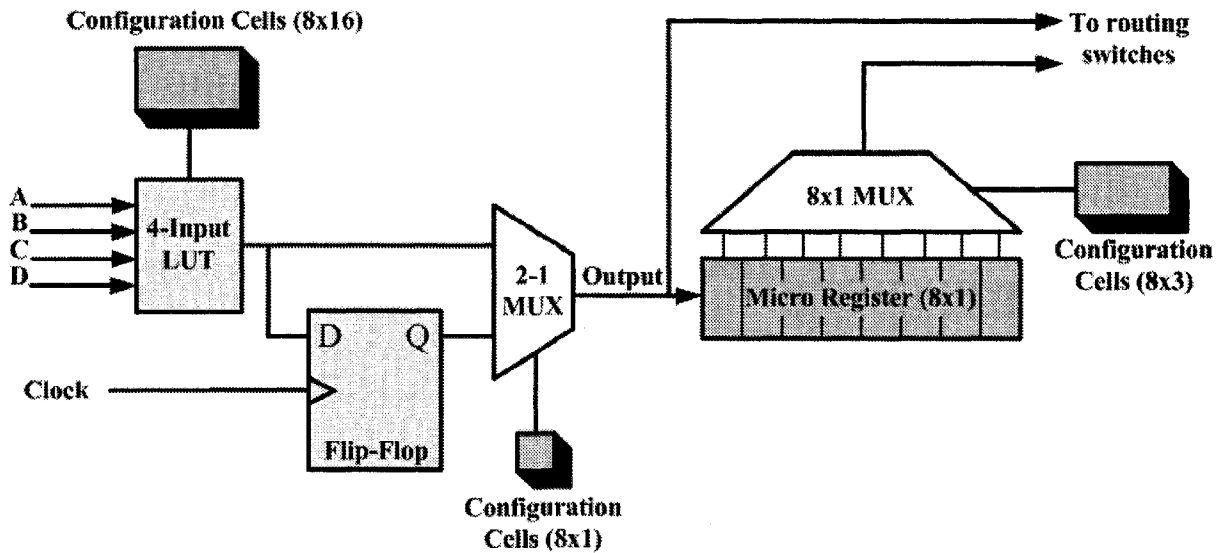 Configuration Cells (8x16)
To routing
switches
A
B
C
D
4-Input
LUT
8x1 MUX
Configuration
Cells (8x3)
2-1
MUX
Output
Micro Register (8x1)
D Q
Clock
Flip-Flop
Configuration
Cells (8x1)